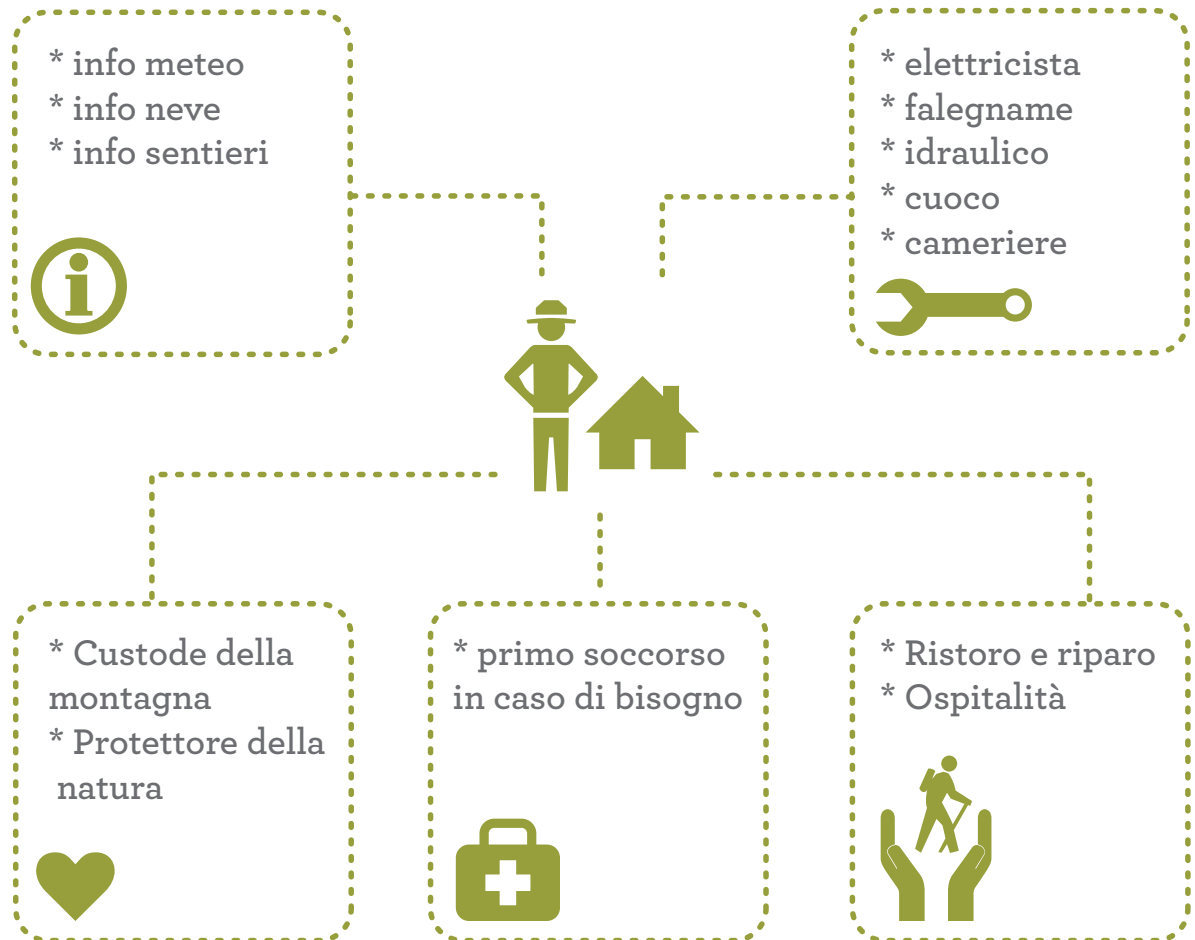 * info meteo
* info neve
* info sentieri
* elettricista
* falegname
* idraulico
* cuoco
* cameriere
* Custode della
montagna
* Protettore della
natura
* primo soccorso
in caso di bisogno
* Ristoro e riparo
* Ospitalità